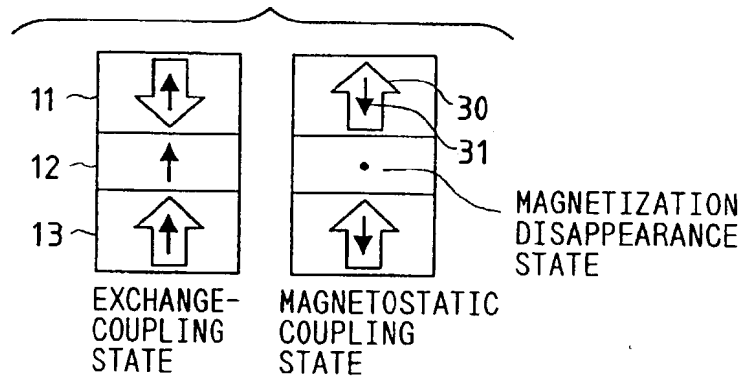 11
12
13
30
31
MAGNETIZATION
DISAPPEARANCE
STATE
EXCHANGE-
COUPLING
STATE
MAGNETOSTATIC
COUPLING
STATE